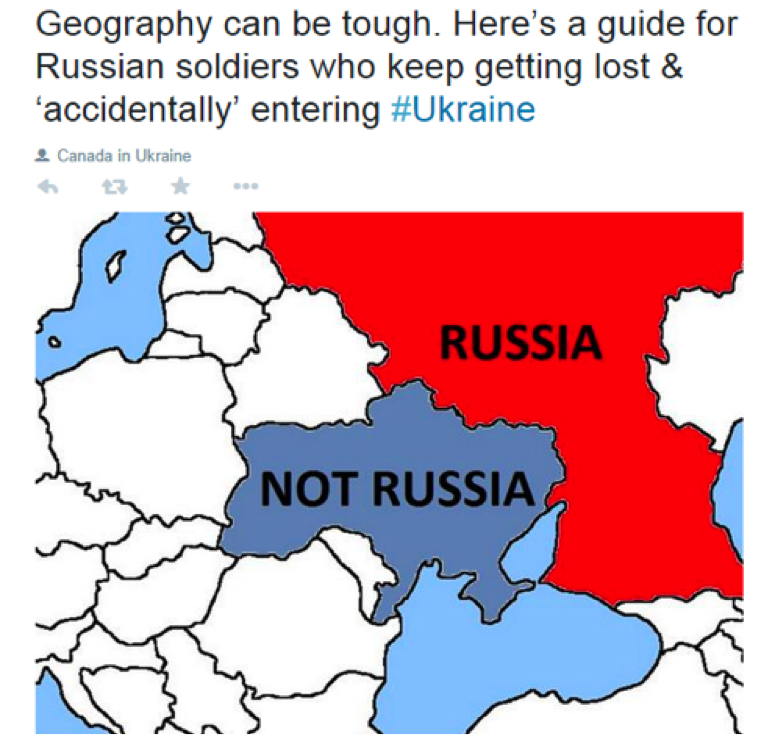 Geography can be tough. Here’s a guide for
Russian soldiers who keep getting lost &
‘accidentally’ entering #Ukraine
Canada in Ukraine
RUSSIA
NOT RUSSIA